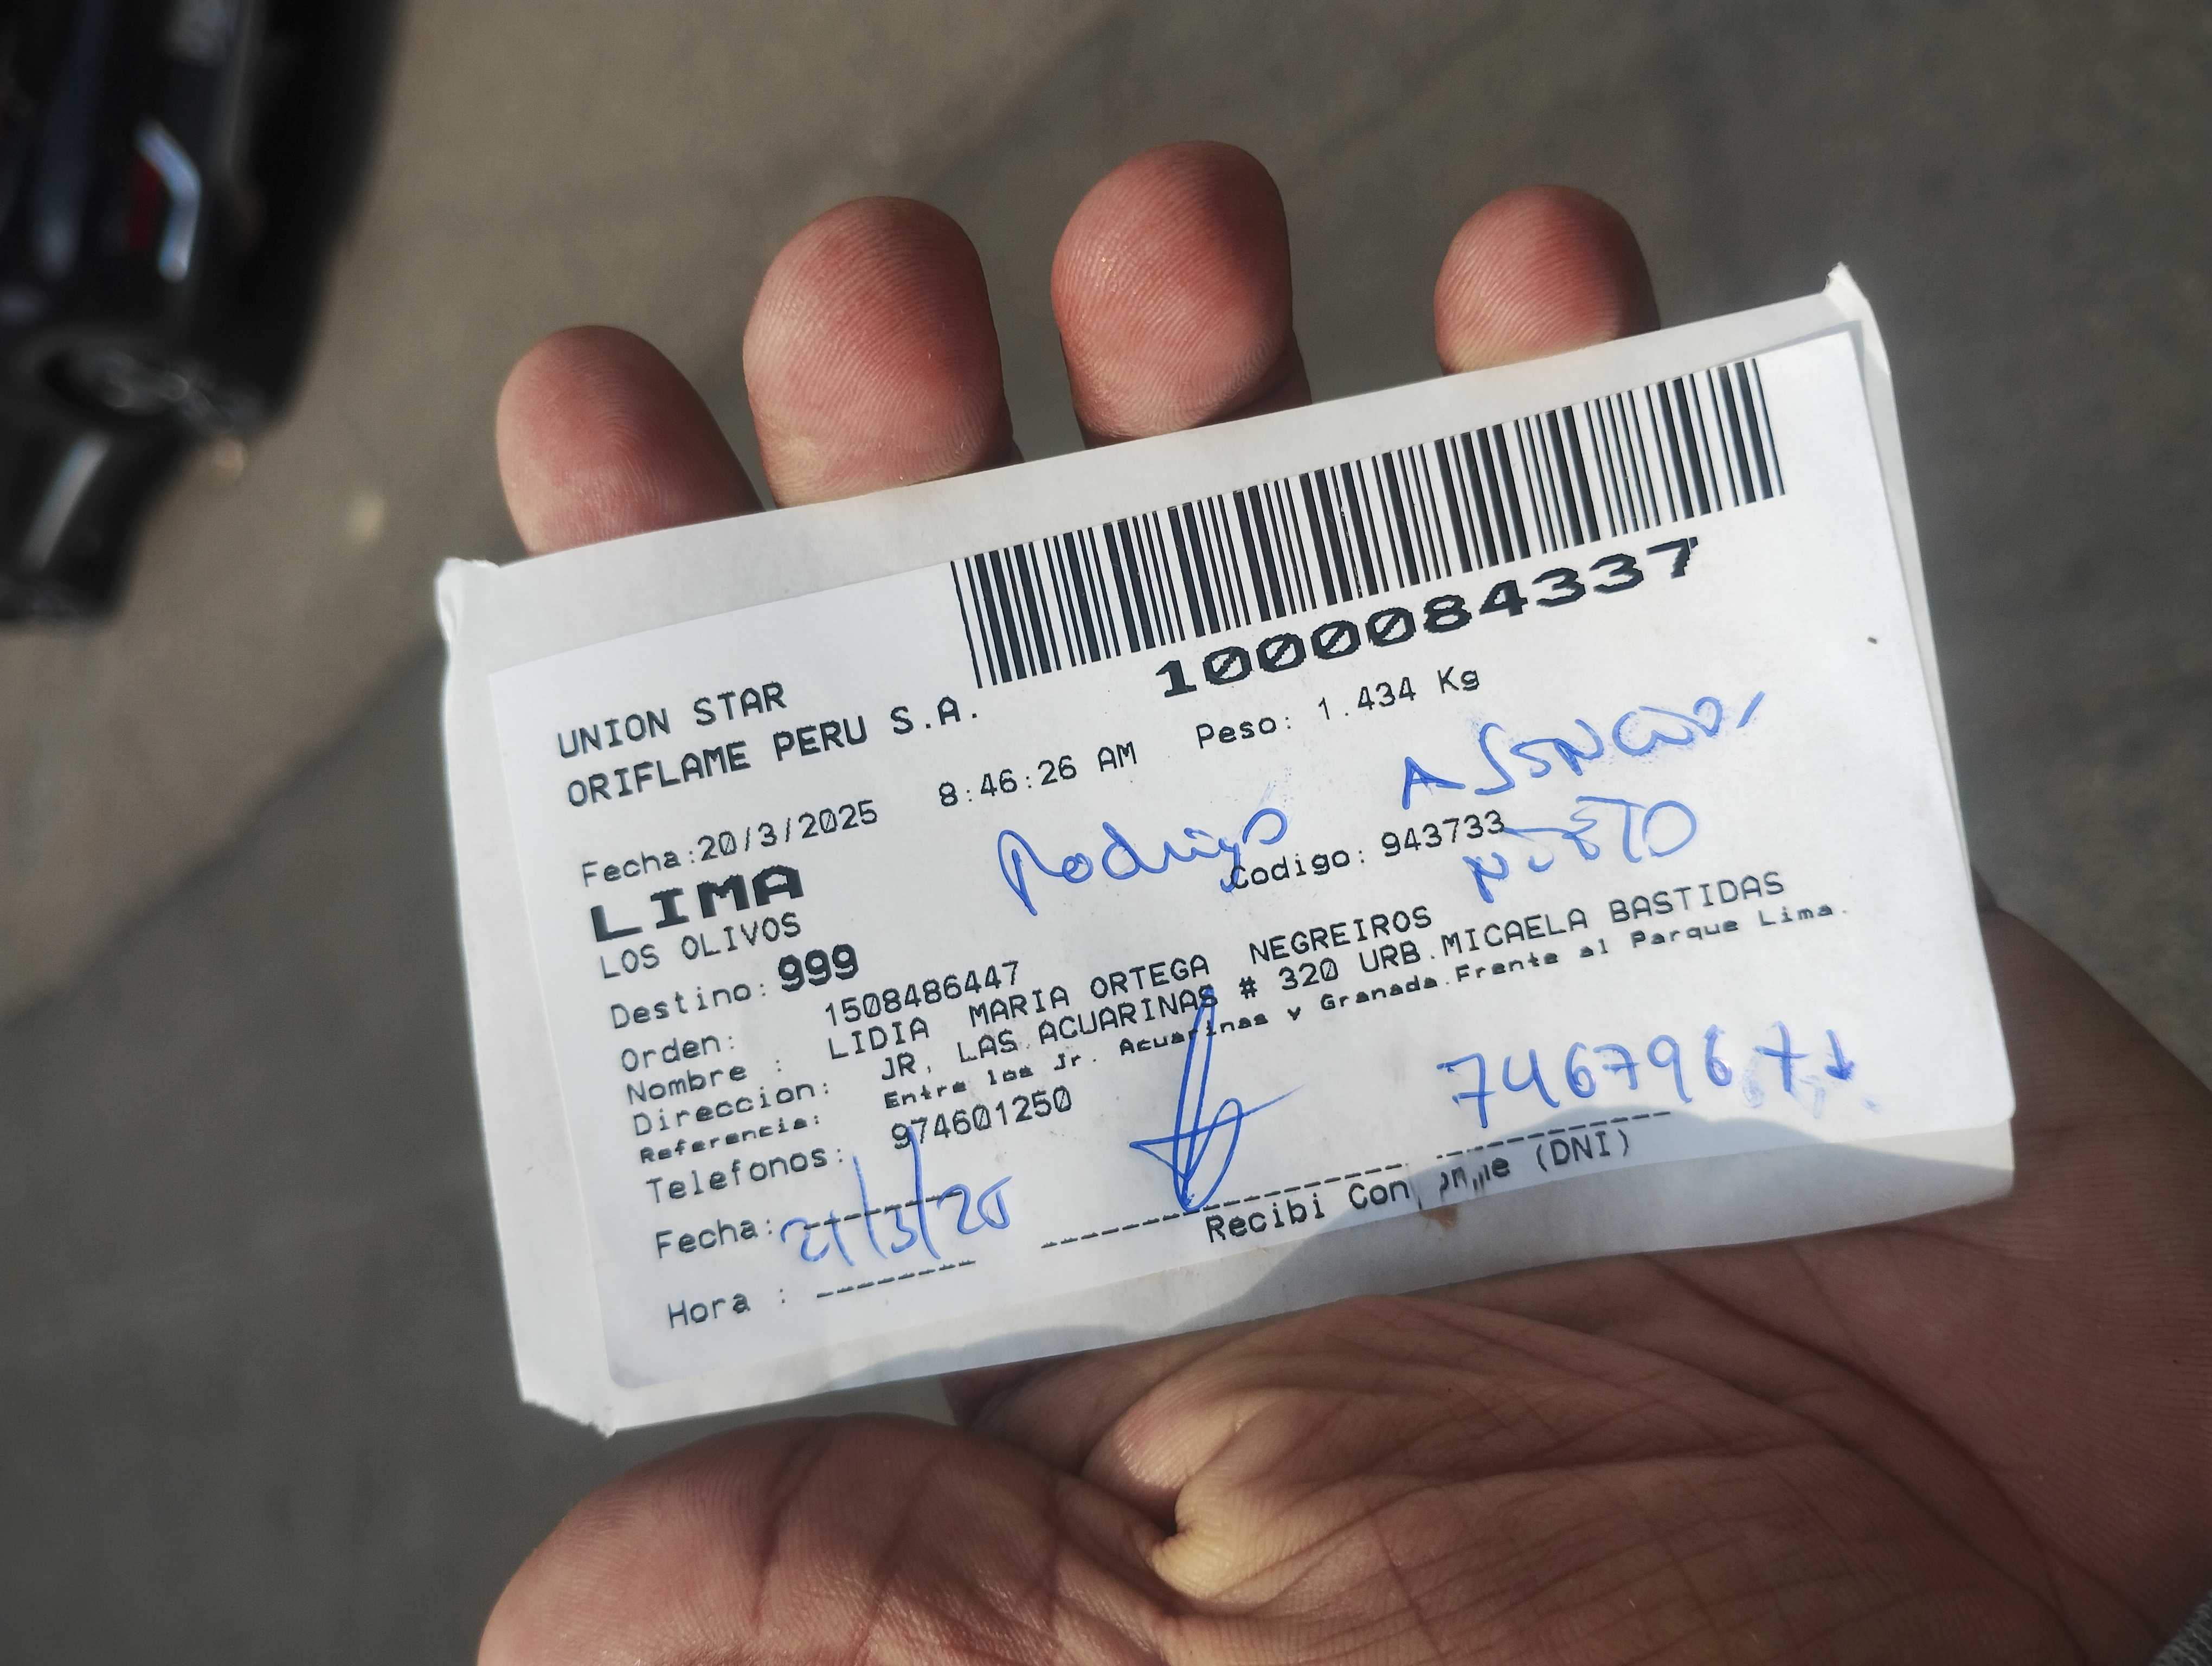 1000084337
UNION STAR
ORIFLAME PERU S.A.
Fecha:20/3/2025 8:46:26 AM Peso: 1.434 Kg
LIMA
Rodrigo
LOS OLIVOS
Codigo: 943733
NIETO
Destino: 999
Orden: 1508486447
Nombre : LIDIA MARIA ORTEGA NEGREIROS
Direccion: JR. LAS ACUARINAS # 320 URB.MICAELA BASTIDAS
Referencia: Entre los Jr. Acuarinas y Granada.Frente al Parque Lima.
Telefonos: 974601250
Fecha: 21/3/25
Recibi Conforme (DNI)
Hora :